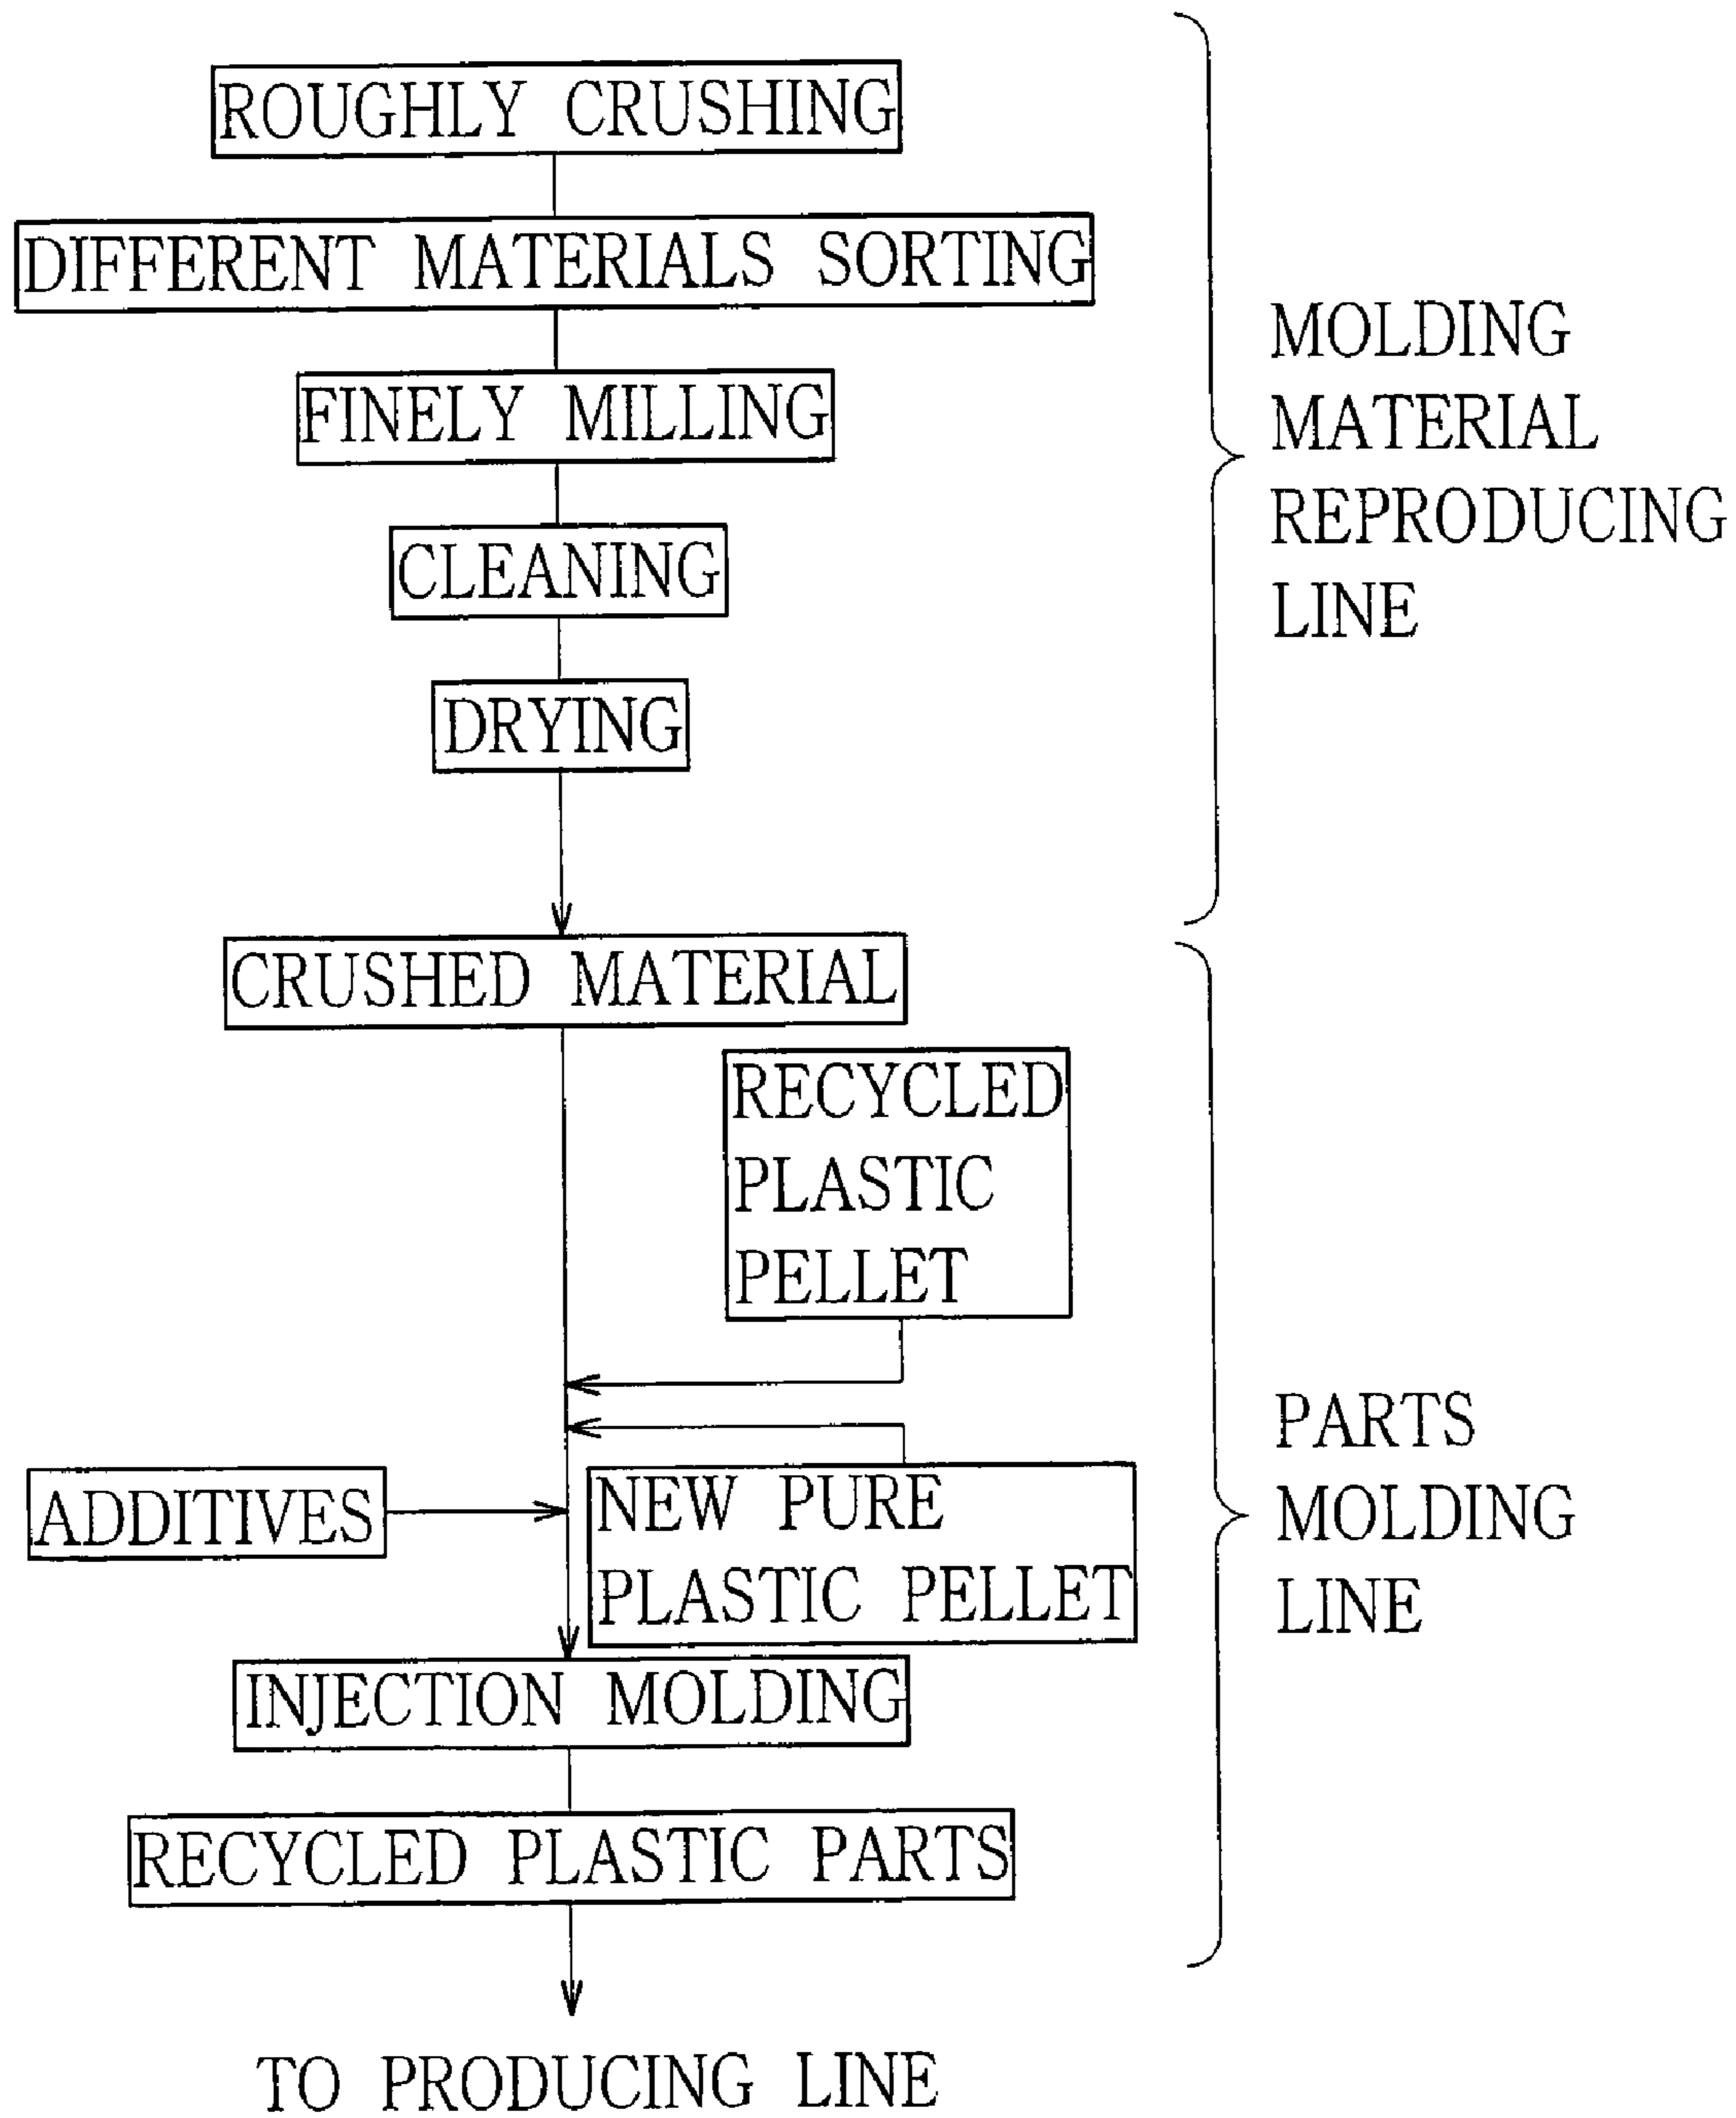 ROUGHLY CRUSHING
DIFFERENT MATERIALS SORTING
FINELY MILLING
CLEANING
DRYING
MOLDING
MATERIAL
REPRODUCING
LINE
CRUSHED MATERIAL
RECYCLED
PLASTIC
PELLET
ADDITIVES
NEW PURE
PLASTIC PELLET
INJECTION MOLDING
RECYCLED PLASTIC PARTS
PARTS
MOLDING
LINE
TO PRODUCING LINE